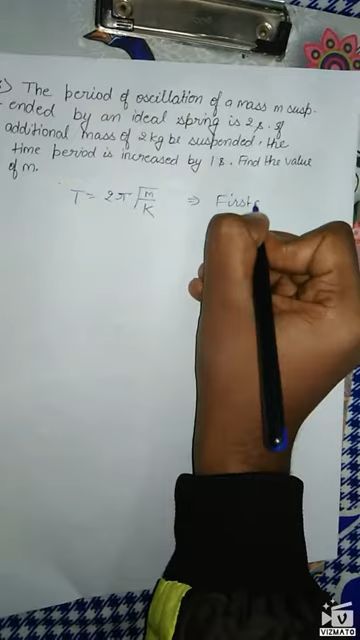 The period of oscillation of a mass m susp-
ended by an ideal spring is 2 s. If
additional mass of 2 kg be suspended, the
time period is increased by 1 s. Find the value
of m.
T = 2π √m/K ⇒ Firs
V
VIZMATO